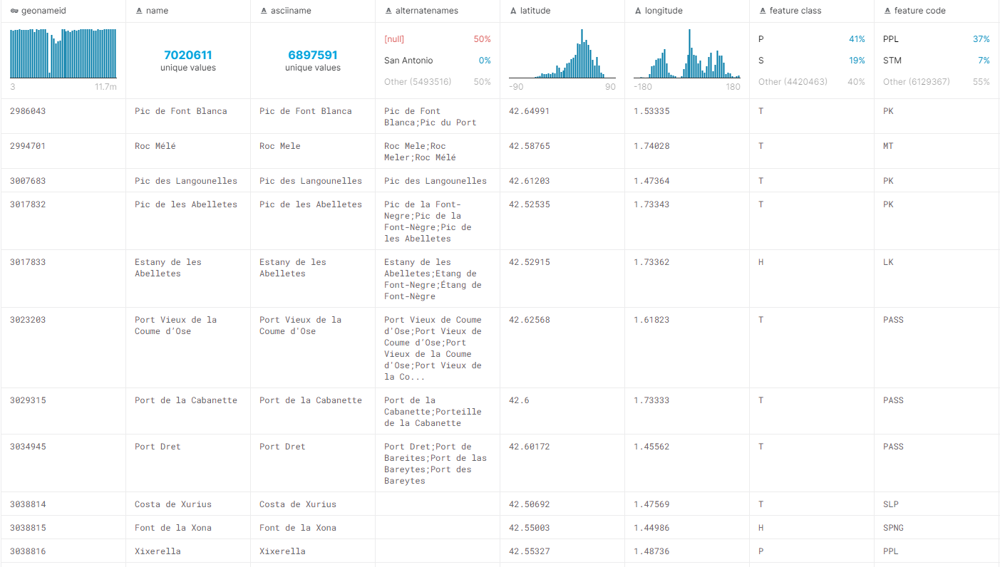 geonameid name asciiname alternatenames latitude longitude feature class feature code
[null] 50% P 41% PPL 37%
7020611 6897591
unique values unique values
San Antonio 0% S 19% STM 7%
Other (5493516) 50% Other (4420463) 40% Other (6129367) 55%
3 11.7m -90 90 -180 180
2986043 Pic de Font Blanca Pic de Font Blanca Pic de Font 42.64991 1.53335 T PK
Blanca;Pic du Port
2994701 Roc Mélé Roc Mele Roc Mele;Roc 42.58765 1.74028 T MT
Meler;Roc Mélé
3007683 Pic des Langounelles Pic des Langounelles Pic des Langounelles 42.61203 1.47364 T PK
3017832 Pic de les Abelletes Pic de les Abelletes Pic de la Font- 42.52535 1.73343 T PK
Negre;Pic de la
Font-Nègre;Pic de
les Abelletes
3017833 Estany de les Estany de les Estany de les 42.52915 1.73362 H LK
Abelletes Abelletes Abelletes;Etang de
Font-Negre;Étang de
Font-Nègre
3023203 Port Vieux de la Port Vieux de la Port Vieux de Coume 42.62568 1.61823 T PASS
Coume d’Ose Coume d'Ose d'Ose;Port Vieux de
Coume d’Ose;Port
Vieux de la Coume
d'Ose;Port Vieux de
la Co...
3029315 Port de la Cabanette Port de la Cabanette Port de la 42.6 1.73333 T PASS
Cabanette;Porteille
de la Cabanette
3034945 Port Dret Port Dret Port Dret;Port de 42.60172 1.45562 T PASS
Bareites;Port de las
Bareytes;Port des
Bareytes
3038814 Costa de Xurius Costa de Xurius 42.50692 1.47569 T SLP
3038815 Font de la Xona Font de la Xona 42.55003 1.44986 H SPNG
3038816 Xixerella Xixerella 42.55327 1.48736 P PPL